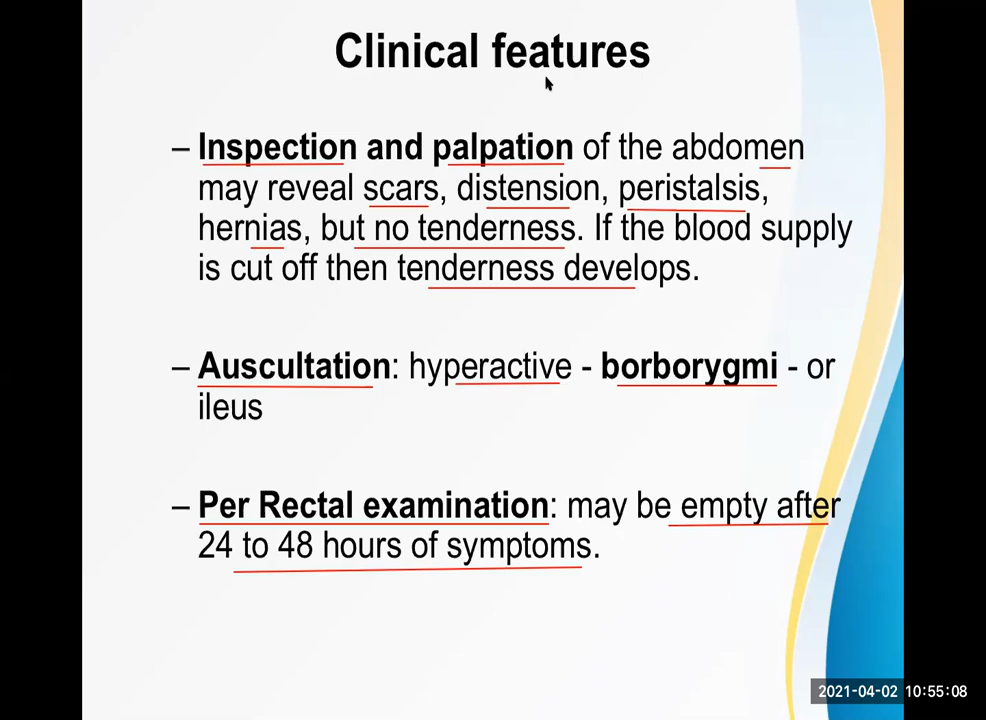 Clinical features
– Inspection and palpation of the abdomen
may reveal scars, distension, peristalsis,
hernias, but no tenderness. If the blood supply
is cut off then tenderness develops.
– Auscultation: hyperactive - borborygmi - or
ileus
– Per Rectal examination: may be empty after
24 to 48 hours of symptoms.
2021-04-02 10:55:08